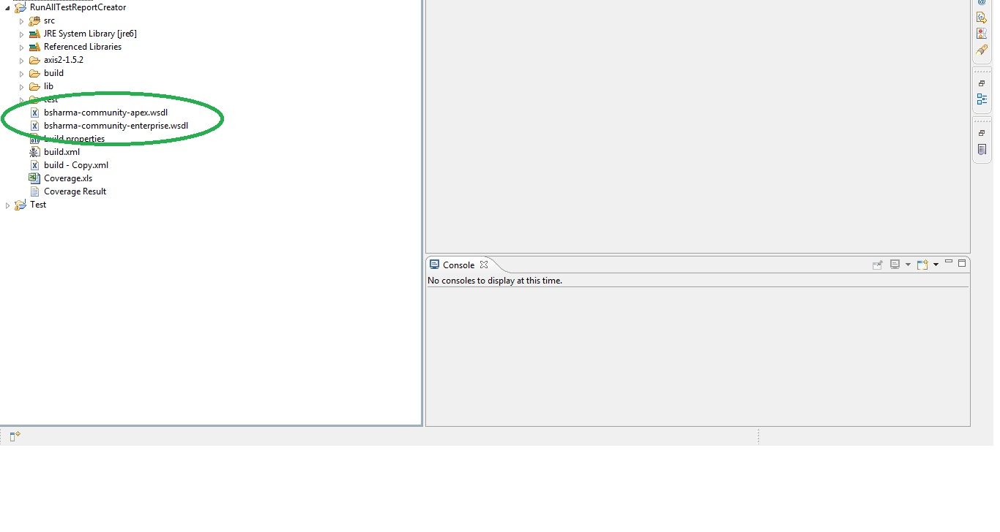 RunAllTestReportCreator
src
JRE System Library [jre6]
Referenced Libraries
axis2-1.5.2
build
lib
test
bsharma-community-apex.wsdl
bsharma-community-enterprise.wsdl
build.properties
build.xml
build - Copy.xml
Coverage.xls
Coverage Result
Test
Console
No consoles to display at this time.